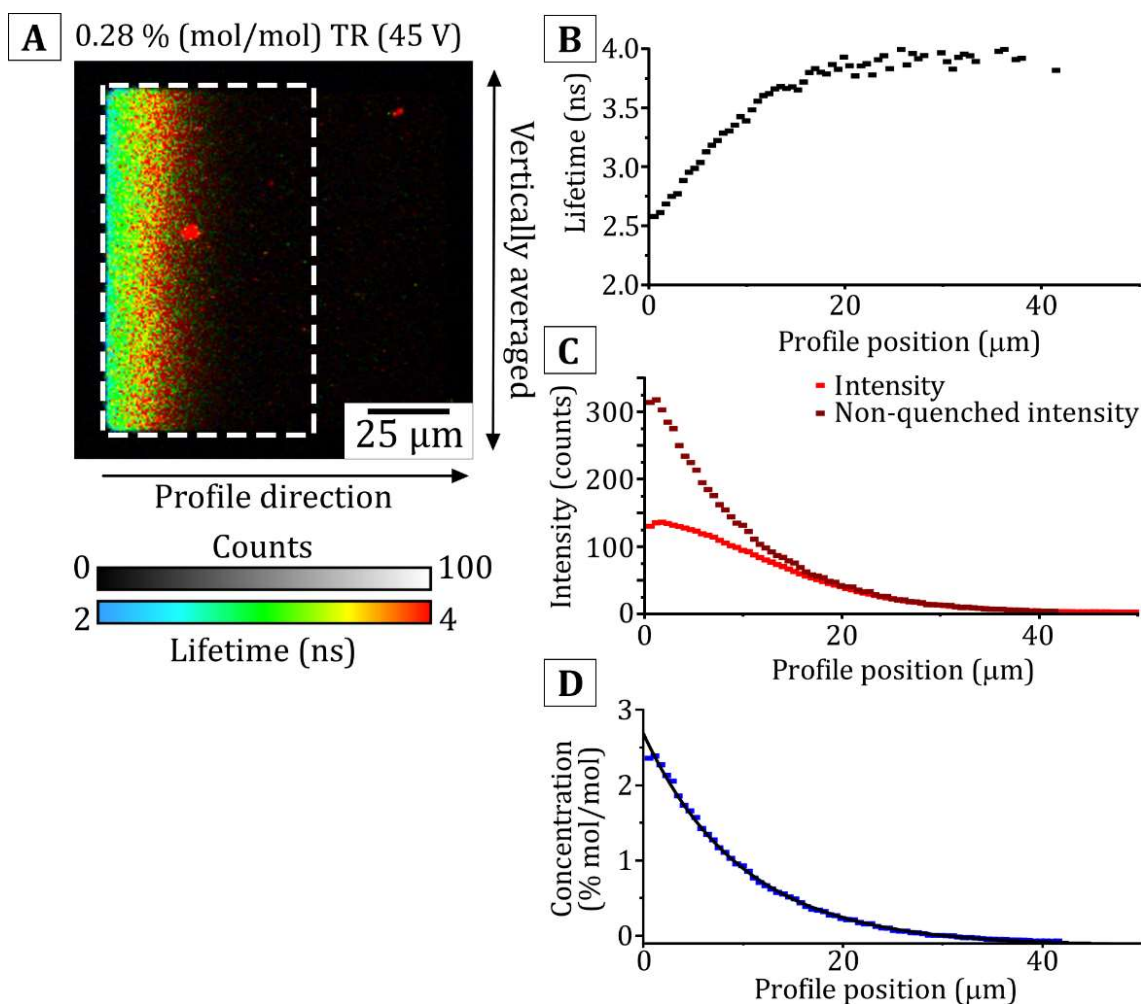 A
0.28 % (mol/mol) TR (45 V)
Vertically averaged
25 μm
Profile direction
Counts
0
100
2
4
Lifetime (ns)
B
4.0
3.5
3.0
2.5
2.0
Lifetime (ns)
0
20
40
Profile position (μm)
C
Intensity
Non-quenched intensity
300
200
100
0
Intensity (counts)
0
20
40
Profile position (μm)
D
3
2
1
0
Concentration
(% mol/mol)
0
20
40
Profile position (μm)